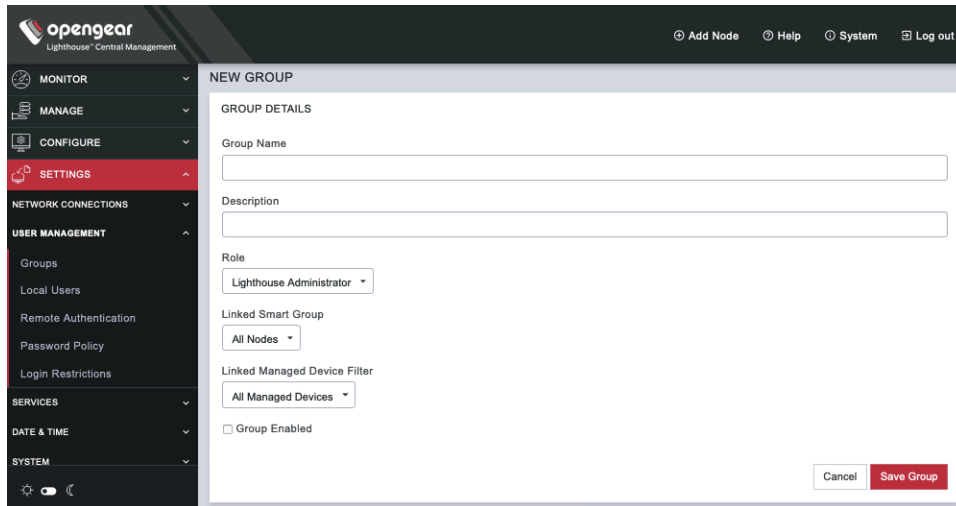 opengear
Lighthouse™ Central Management
Add Node Help System Log out
MONITOR
MANAGE
CONFIGURE
SETTINGS
NETWORK CONNECTIONS
USER MANAGEMENT
Groups
Local Users
Remote Authentication
Password Policy
Login Restrictions
SERVICES
DATE & TIME
SYSTEM
NEW GROUP
GROUP DETAILS
Group Name
Description
Role
Lighthouse Administrator
Linked Smart Group
All Nodes
Linked Managed Device Filter
All Managed Devices
Group Enabled
Cancel Save Group